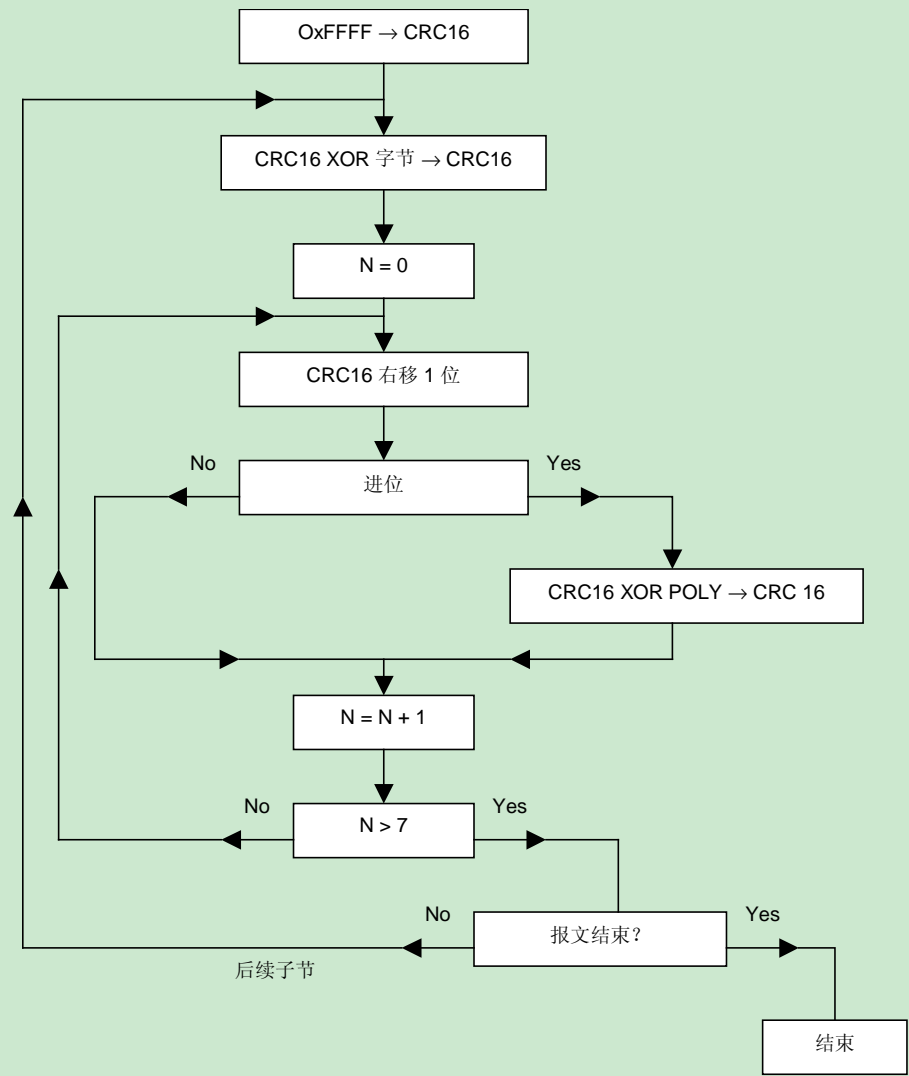 OxFFFF → CRC16
CRC16 XOR 字节 → CRC16
N = 0
CRC16 右移 1 位
No
进位
Yes
CRC16 XOR POLY → CRC 16
N = N + 1
No
N > 7
Yes
No
报文结束？
Yes
后续子节
结束